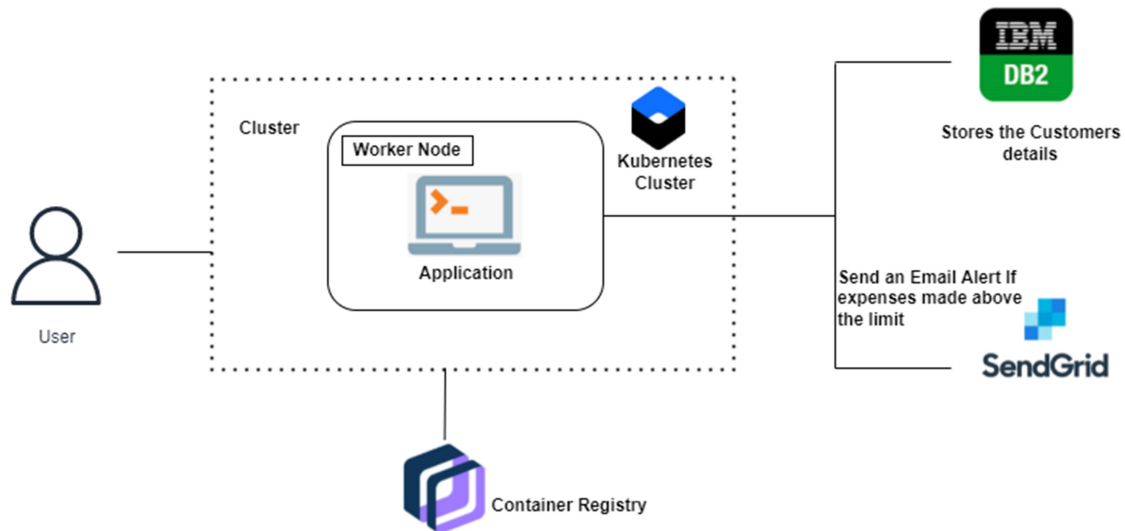 IBM
DB2
Stores the Customers
details
Cluster
Worker Node
Kubernetes
Cluster
Application
User
Send an Email Alert If
expenses made above
the limit
SendGrid
Container Registry